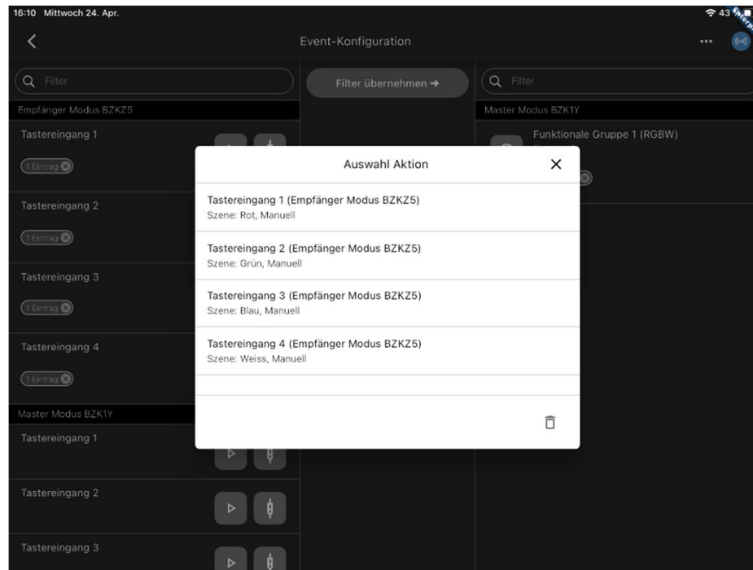 16:10 Mittwoch 24. Apr.
43
Event-Konfiguration
Filter
Filter übernehmen →
Filter
Empfänger Modus BZKZ5
Master Modus BZK1Y
Tastereingang 1
Funktionale Gruppe 1 (RGBW)
1 Eintrag
Tastereingang 2
1 Eintrag
Tastereingang 3
1 Eintrag
Tastereingang 4
1 Eintrag
Master Modus BZK1Y
Tastereingang 1
Tastereingang 2
Tastereingang 3
Auswahl Aktion
Tastereingang 1 (Empfänger Modus BZKZ5)
Szene: Rot, Manuell
Tastereingang 2 (Empfänger Modus BZKZ5)
Szene: Grün, Manuell
Tastereingang 3 (Empfänger Modus BZKZ5)
Szene: Blau, Manuell
Tastereingang 4 (Empfänger Modus BZKZ5)
Szene: Weiss, Manuell